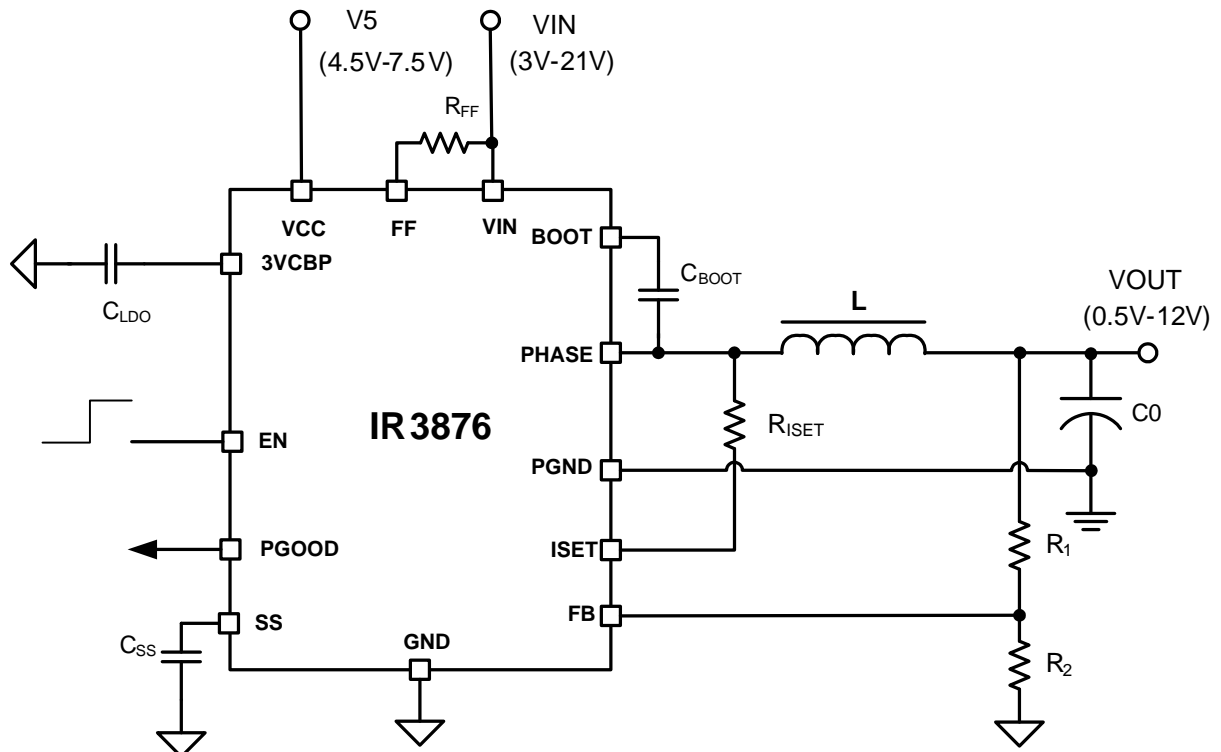 V5
(4.5V-7.5V)
VIN
(3V-21V)
RFF
VCC
FF
VIN
BOOT
3VCBP
CBOOT
CLDO
L
VOUT
(0.5V-12V)
PHASE
IR3876
RISET
C0
EN
PGND
PGOOD
ISET
R1
SS
FB
CSS
GND
R2